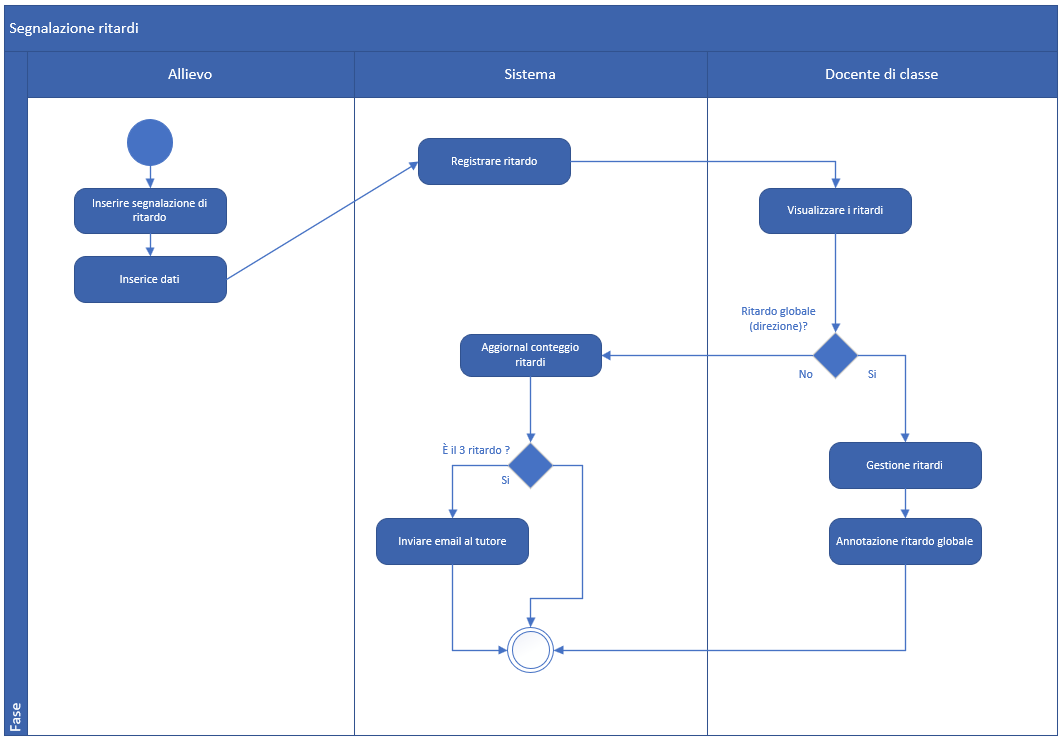 Segnalazione ritardi
Allievo
Sistema
Docente di classe
Registrare ritardo
Inserire segnalazione di
ritardo
Visualizzare i ritardi
Inserice dati
Ritardo globale
(direzione)?
Aggiornal conteggio
ritardi
No
Si
È il 3 ritardo ?
Si
Gestione ritardi
Inviare email al tutore
Annotazione ritardo globale
Fase